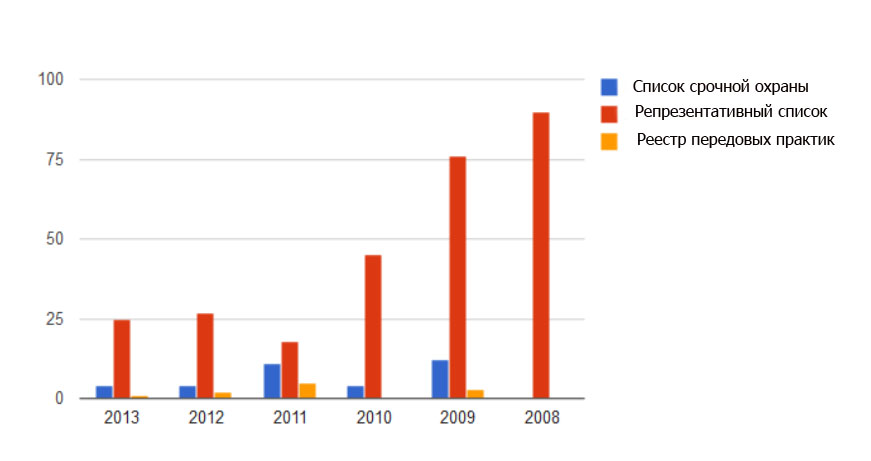 100
75
50
25
0
2013 2012 2011 2010 2009 2008
Список срочной охраны
Репрезентативный список
Реестр передовых практик